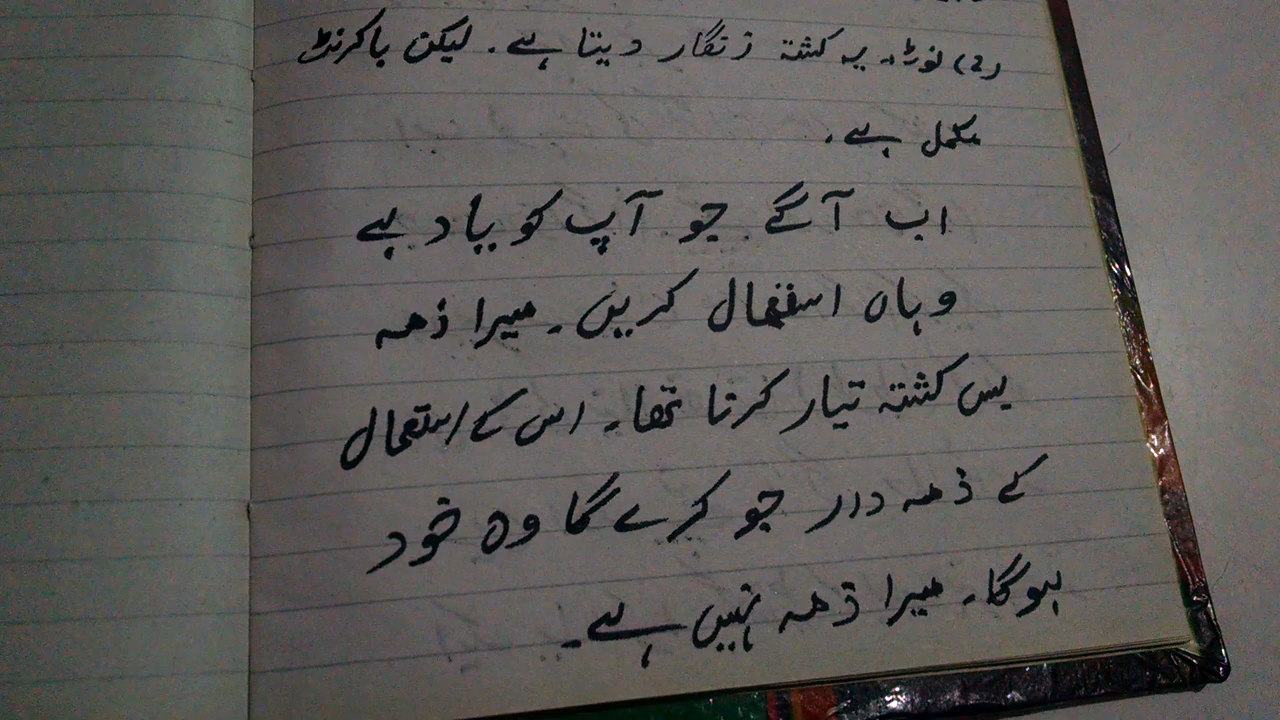 (2) نوٹ۔ یہ کشتہ زنگار دیتا ہے۔ لیکن باکرنٹ
مکمل ہے۔
اب آگے جو آپ کو یاد ہے
وہاں استعمال کریں۔ میرا ذمہ
بس کشتہ تیار کرنا تھا۔ اس کے استعمال
کے ذمہ دار جو کرے گا وہ خود
ہوگا۔ میرا ذمہ نہیں ہے۔